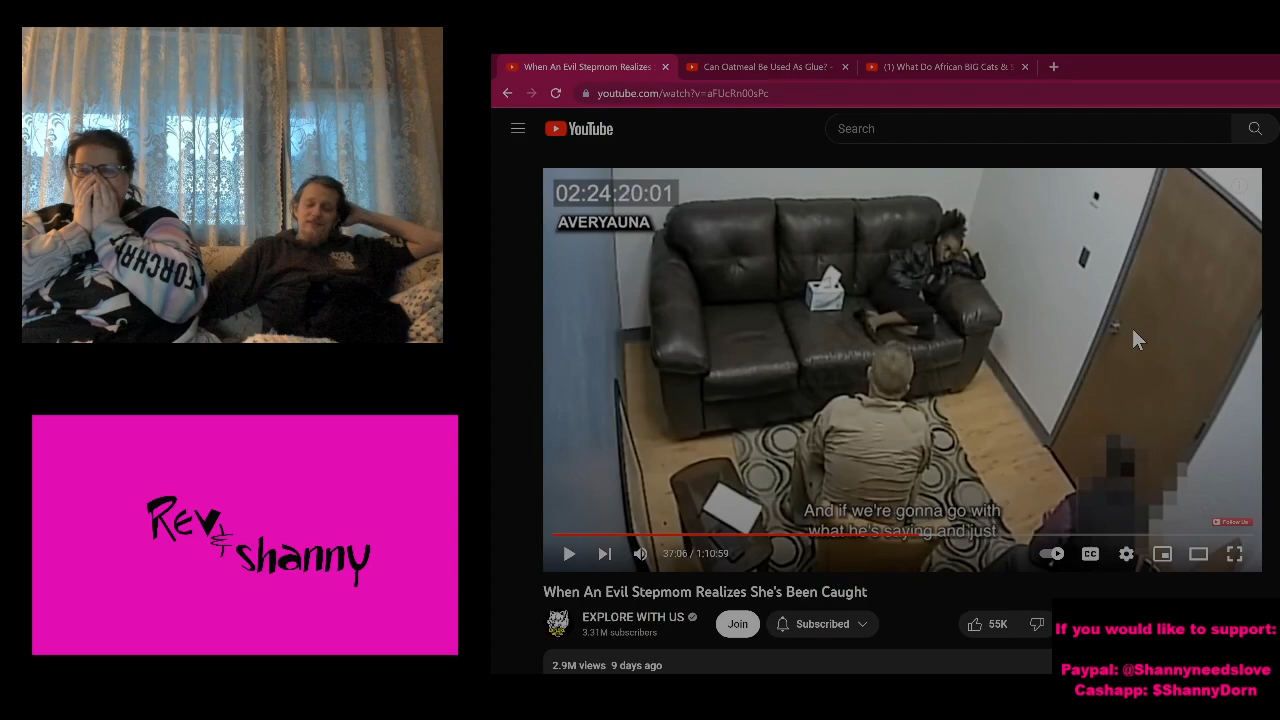 When An Evil Stepmom Realizes
Can Oatmeal Be Used As Glue? -
(1) What Do African BIG Cats &
youtube.com/watch?v=aFUcRn00sPc
YouTube
Search
02:24:20:01
AVERYAUNA
FORCHRI
And if we're gonna go with
what he's saying and just
Follow Us
37:06 / 1:10:59
CC
When An Evil Stepmom Realizes She's Been Caught
EXPLORE WITH US
3.31M subscribers
Join
Subscribed
55K
2.9M views 9 days ago
Rev
&
shanny
If you would like to support:
Paypal: @Shannyneedslove
Cashapp: $ShannyDorn